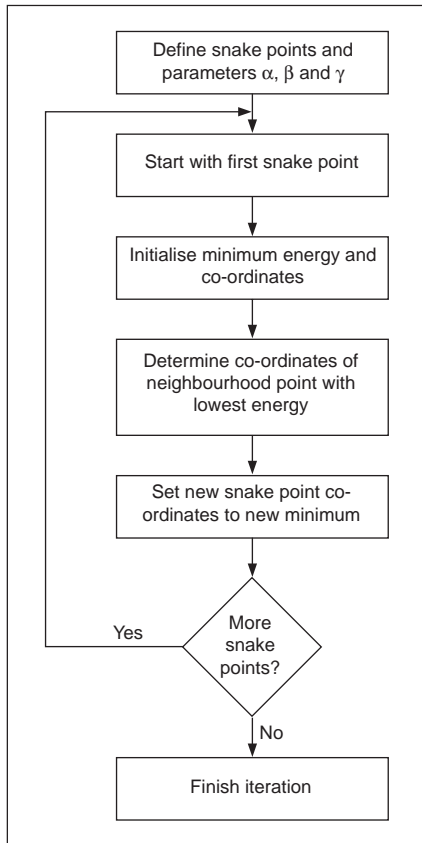 Define snake points and
parameters α, β and γ
Start with first snake point
Initialise minimum energy and
co-ordinates
Determine co-ordinates of
neighbourhood point with
lowest energy
Set new snake point co-
ordinates to new minimum
More
snake
points?
Yes
No
Finish iteration